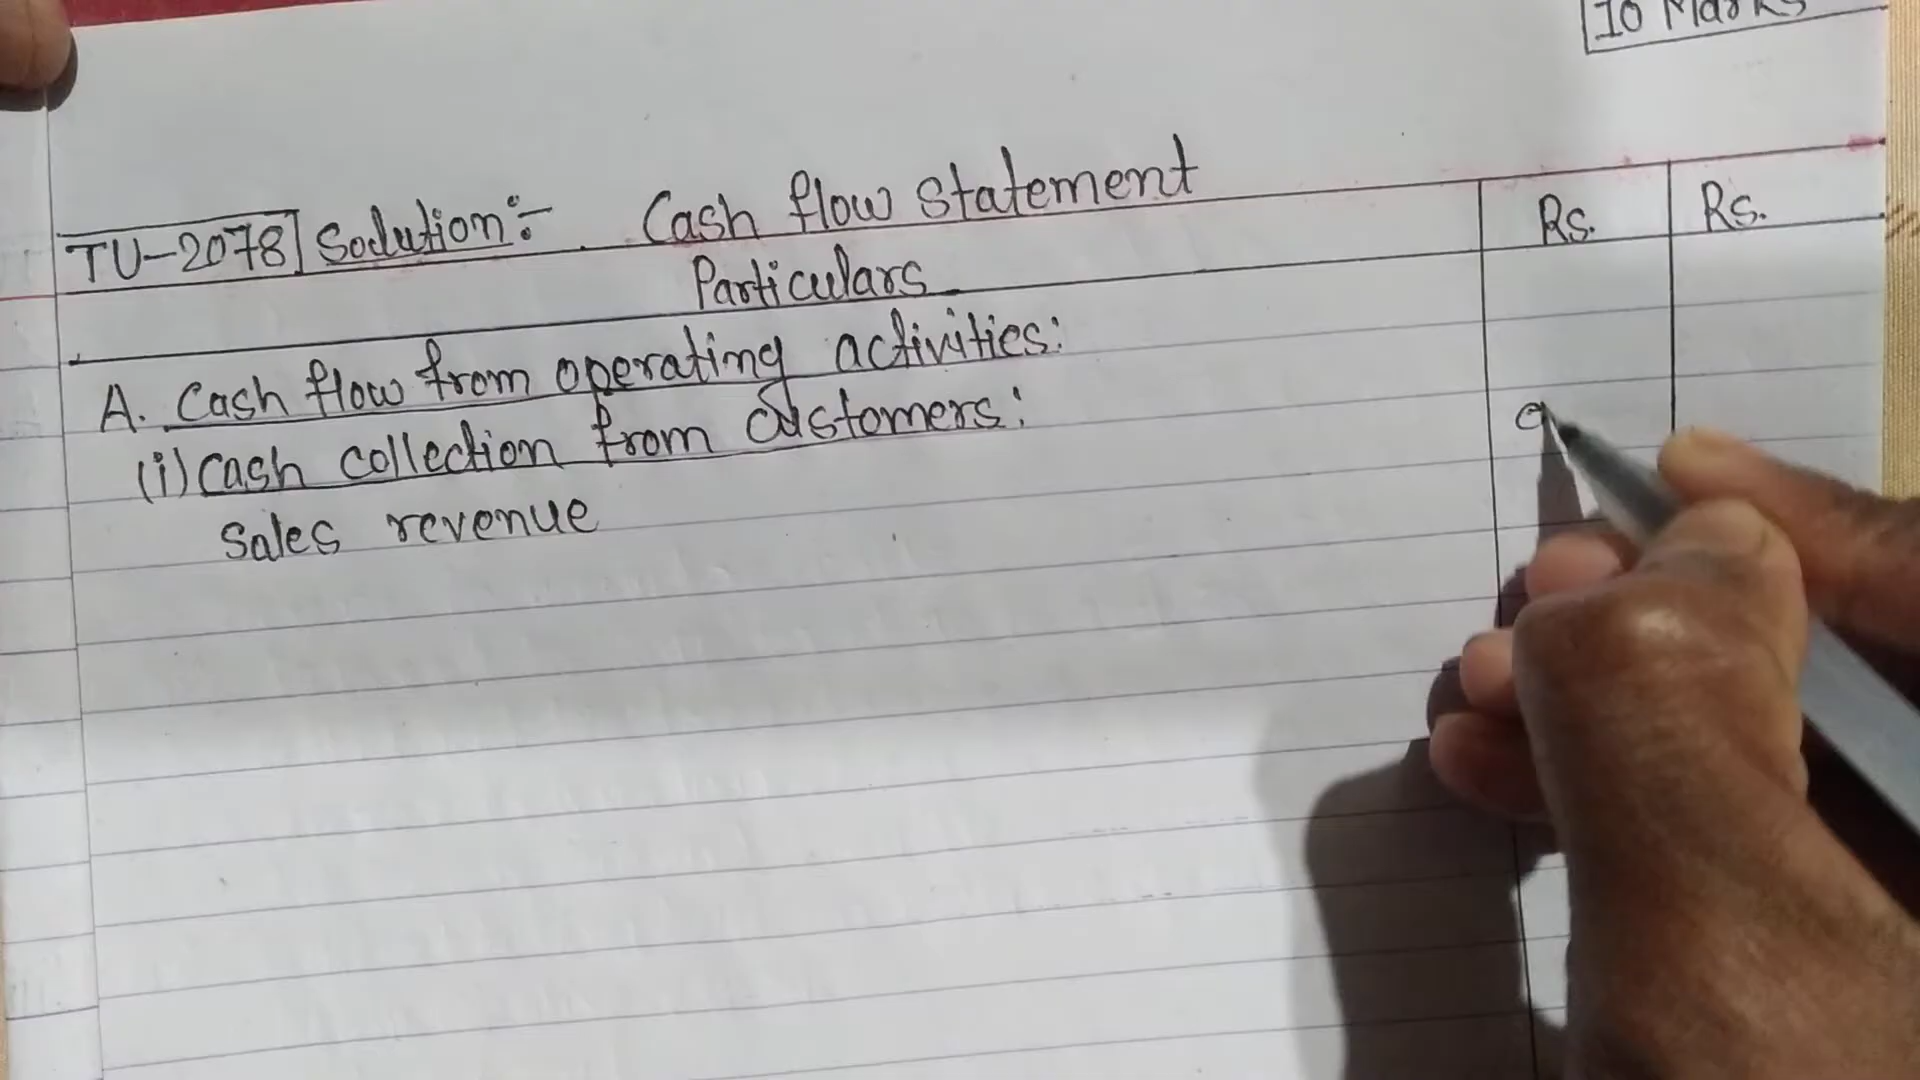 10 Marks
TU-2078 Solution:- Cash flow statement
Rs. Rs.
Particulars
A. Cash flow from operating activities:
(i) Cash collection from customers:
Sales revenue